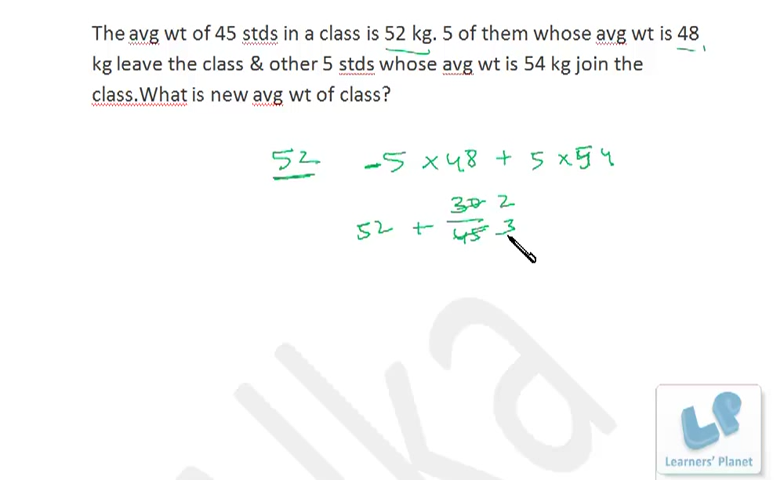 The avg wt of 45 stds in a class is 52 kg. 5 of them whose avg wt is 48
kg leave the class & other 5 stds whose avg wt is 54 kg join the
class.What is new avg wt of class?
52 -5 × 48 + 5 × 54
30 2
52 + 45 3
lka
LP
Learners' Planet